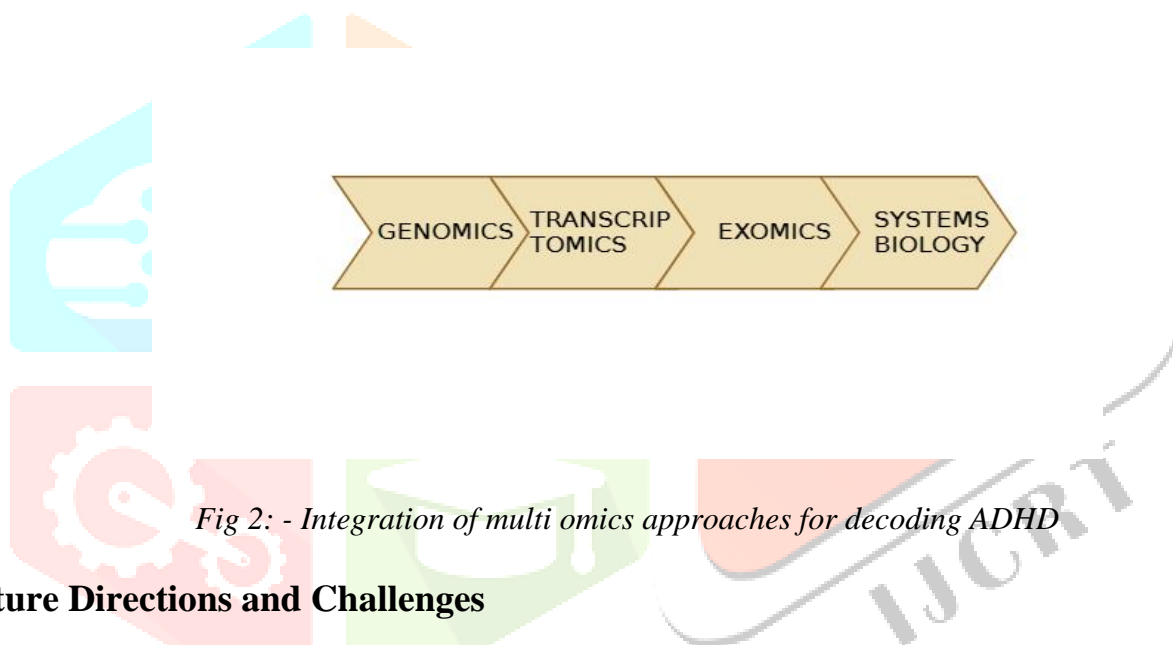 GENOMICS
TRANSCRIP
TOMICS
EXOMICS
SYSTEMS
BIOLOGY
Fig 2: - Integration of multi omics approaches for decoding ADHD
ture Directions and Challenges
IJCRT